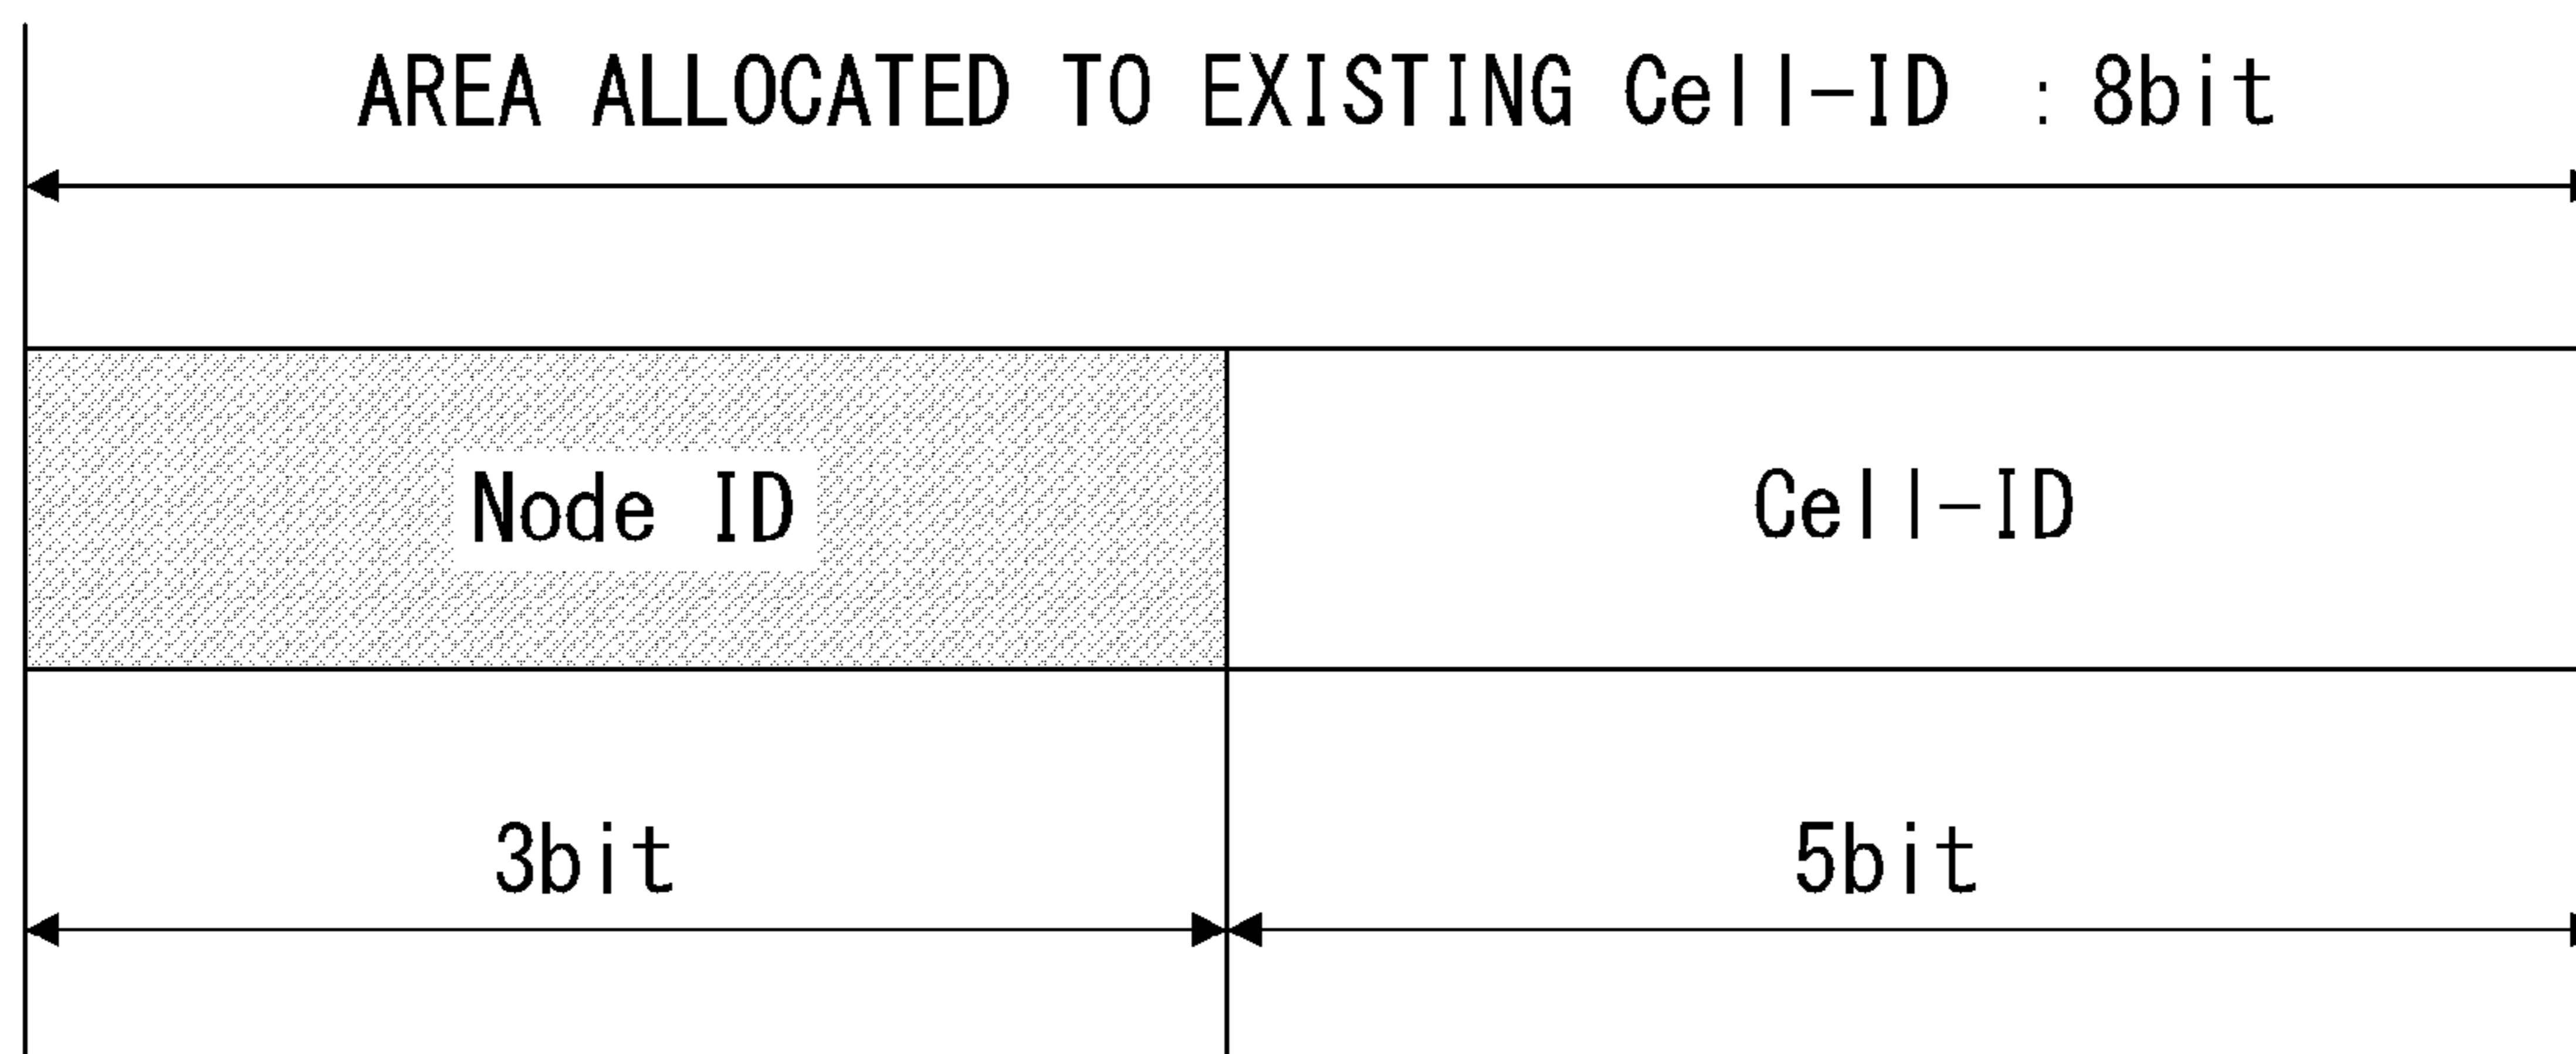 AREA ALLOCATED TO EXISTING Cell-ID : 8bit
Node ID
Cell-ID
3bit
5bit